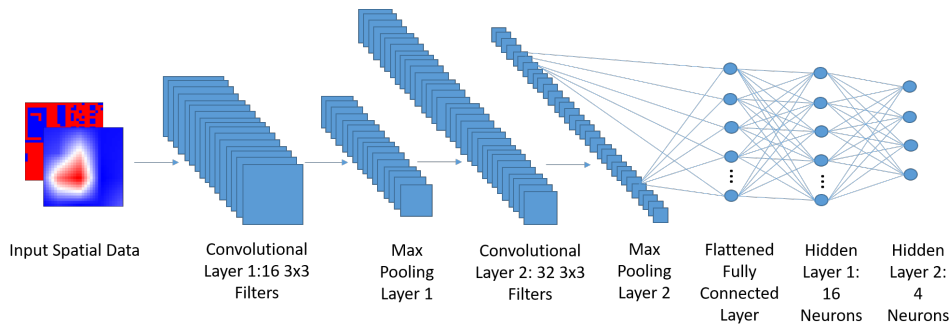 Input Spatial Data
Convolutional
Layer 1:16 3x3
Filters
Max
Pooling
Layer 1
Convolutional
Layer 2: 32 3x3
Filters
Max
Pooling
Layer 2
Flattened
Fully
Connected
Layer
Hidden
Layer 1:
16
Neurons
Hidden
Layer 2:
4
Neurons